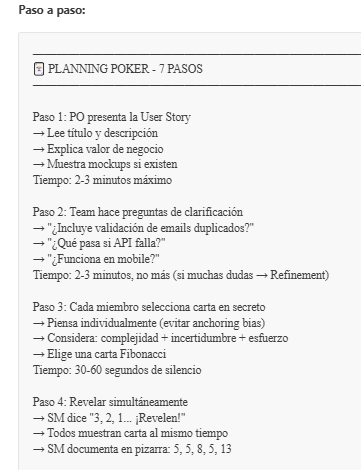 Paso a paso:
🃏 PLANNING POKER - 7 PASOS
Paso 1: PO presenta la User Story
→ Lee título y descripción
→ Explica valor de negocio
→ Muestra mockups si existen
Tiempo: 2-3 minutos máximo
Paso 2: Team hace preguntas de clarificación
→ "¿Incluye validación de emails duplicados?"
→ "¿Qué pasa si API falla?"
→ "¿Funciona en mobile?"
Tiempo: 2-3 minutos, no más (si muchas dudas → Refinement)
Paso 3: Cada miembro selecciona carta en secreto
→ Piensa individualmente (evitar anchoring bias)
→ Considera: complejidad + incertidumbre + esfuerzo
→ Elige una carta Fibonacci
Tiempo: 30-60 segundos de silencio
Paso 4: Revelar simultáneamente
→ SM dice "3, 2, 1... ¡Revelen!"
→ Todos muestran carta al mismo tiempo
→ SM documenta en pizarra: 5, 5, 8, 5, 13